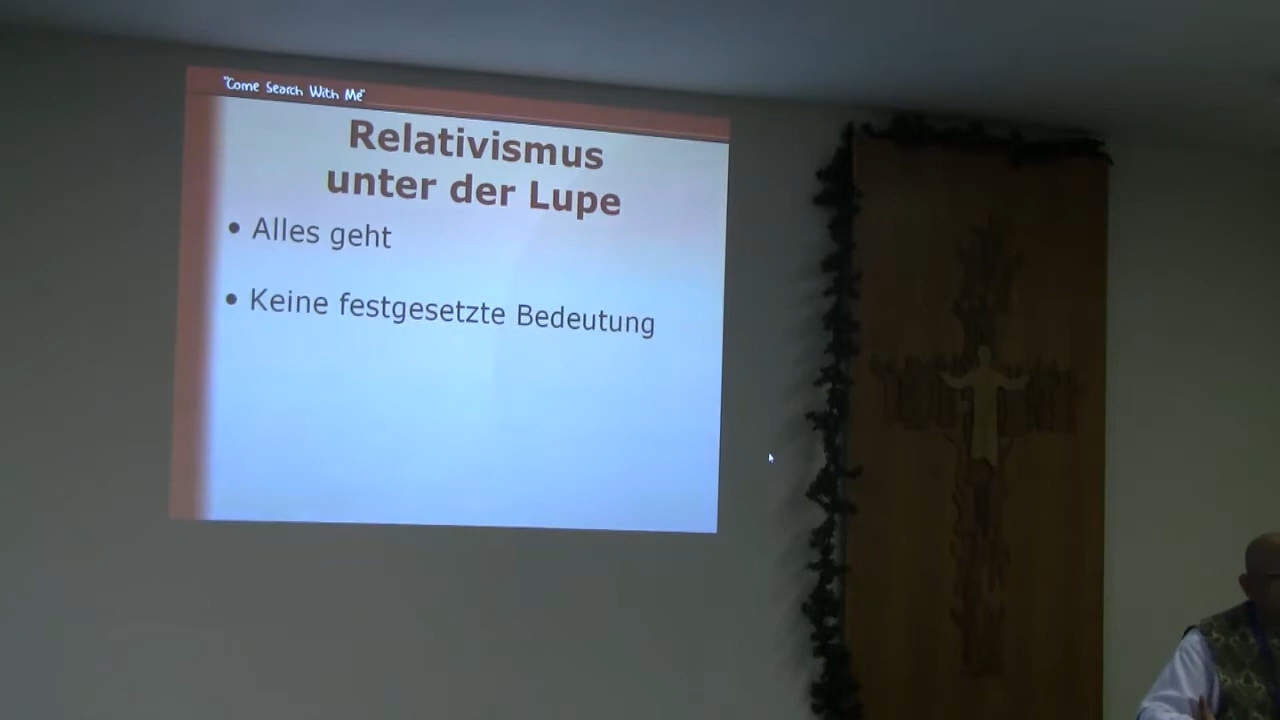 "Come Search With Me"
Relativismus
unter der Lupe
• Alles geht
• Keine festgesetzte Bedeutung